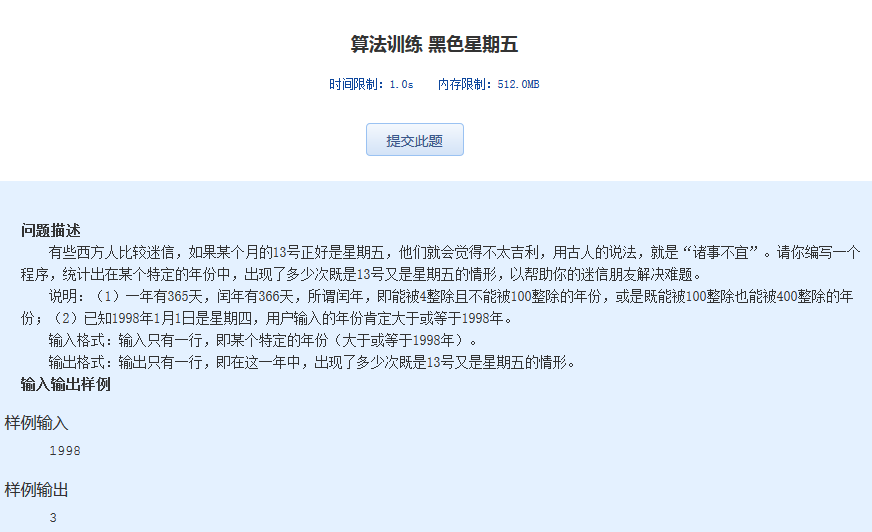 算法训练 黑色星期五
时间限制：1.0s 内存限制：512.0MB
提交此题
问题描述
有些西方人比较迷信，如果某个月的13号正好是星期五，他们就会觉得不太吉利，用古人的说法，就是“诸事不宜”。请你编写一个
程序，统计出在某个特定的年份中，出现了多少次既是13号又是星期五的情形，以帮助你的迷信朋友解决难题。
说明：（1）一年有365天，闰年有366天，所谓闰年，即能被4整除且不能被100整除的年份，或是既能被100整除也能被400整除的年
份；（2）已知1998年1月1日是星期四，用户输入的年份肯定大于或等于1998年。
输入格式：输入只有一行，即某个特定的年份（大于或等于1998年）。
输出格式：输出只有一行，即在这一年中，出现了多少次既是13号又是星期五的情形。
输入输出样例
样例输入
1998
样例输出
3